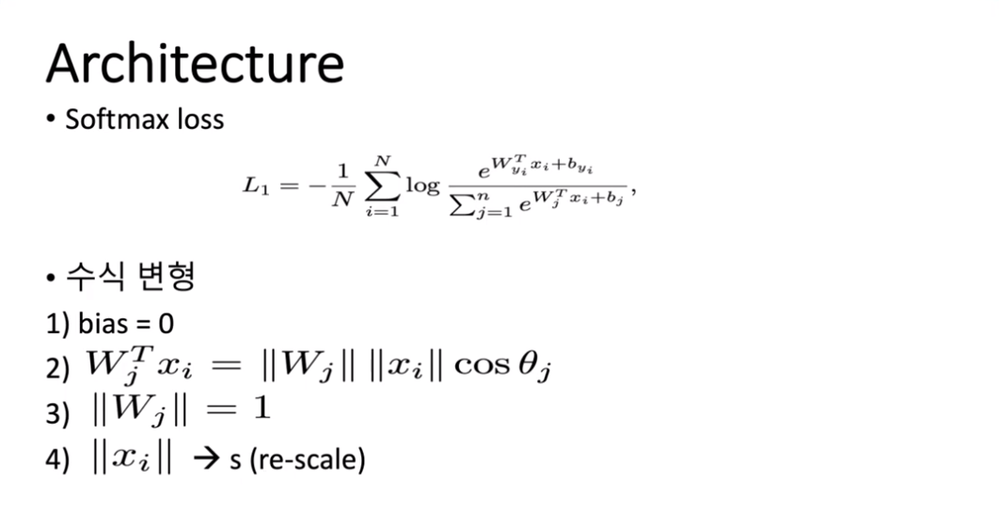 Architecture
• Softmax loss
L₁ = −\frac{1}{N} \sum_{i=1}^{N} \log \frac{e^{W_{y_i}^T x_i + b_{y_i}}}{\sum_{j=1}^{n} e^{W_j^T x_i + b_j}},
• 수식 변형
1) bias = 0
2) W_j^T x_i = ||W_j|| ||x_i|| cos θ_j
3) ||W_j|| = 1
4) ||x_i|| → s (re-scale)